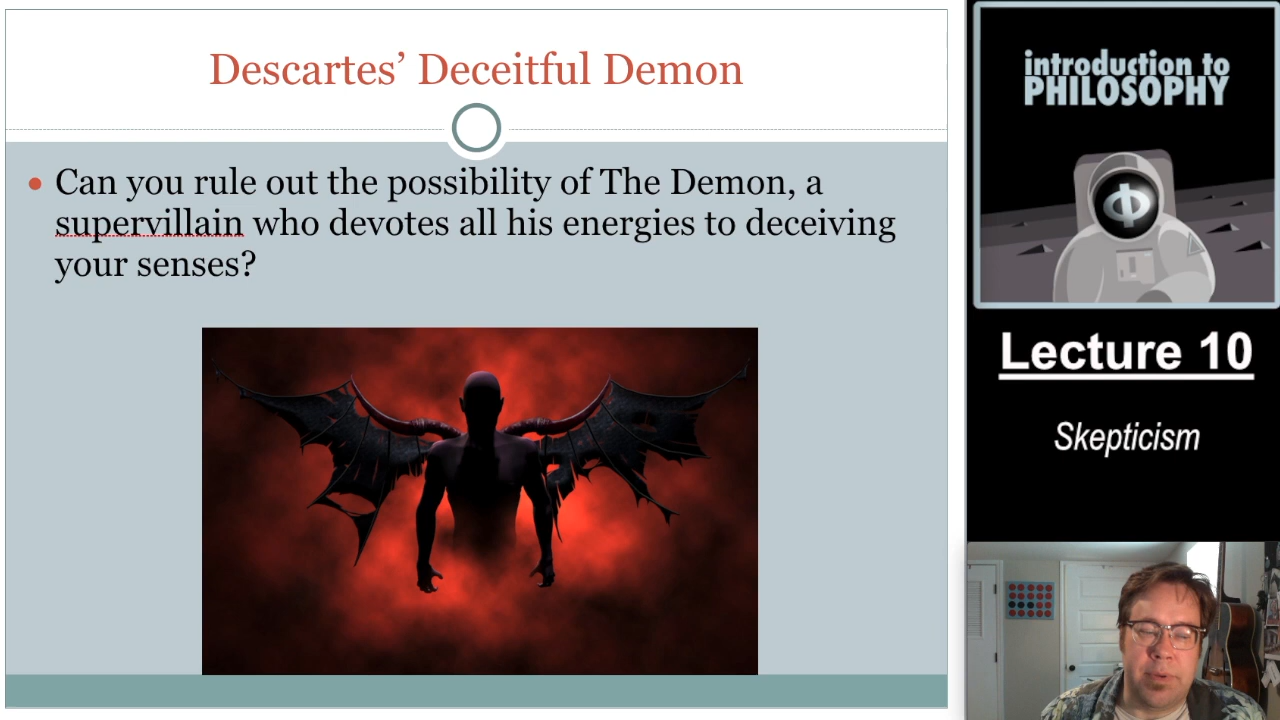 Descartes’ Deceitful Demon
• Can you rule out the possibility of The Demon, a
supervillain who devotes all his energies to deceiving
your senses?
introduction to
PHILOSOPHY
Φ
Lecture 10
Skepticism